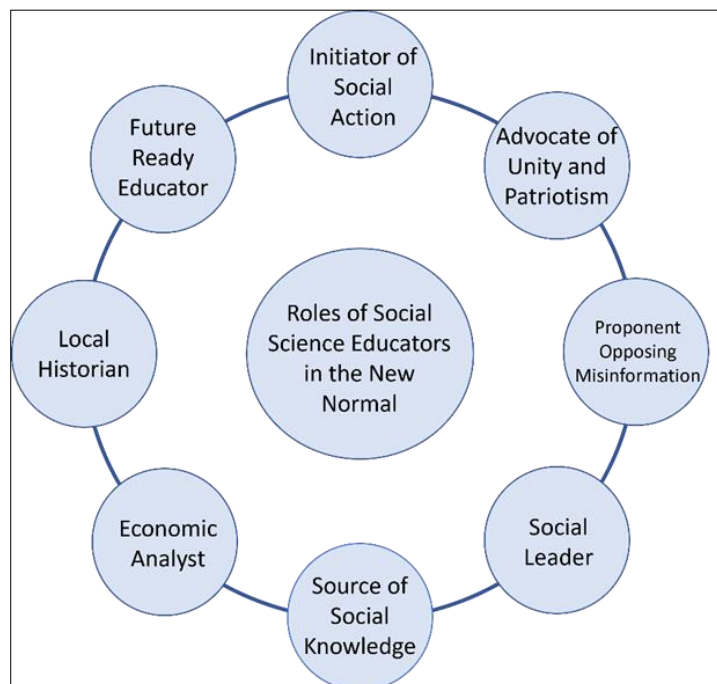 Initiator of
Social
Action
Advocate of
Unity and
Patriotism
Proponent
Opposing
Misinformation
Social
Leader
Source of
Social
Knowledge
Economic
Analyst
Local
Historian
Future
Ready
Educator
Roles of Social
Science Educators
in the New
Normal